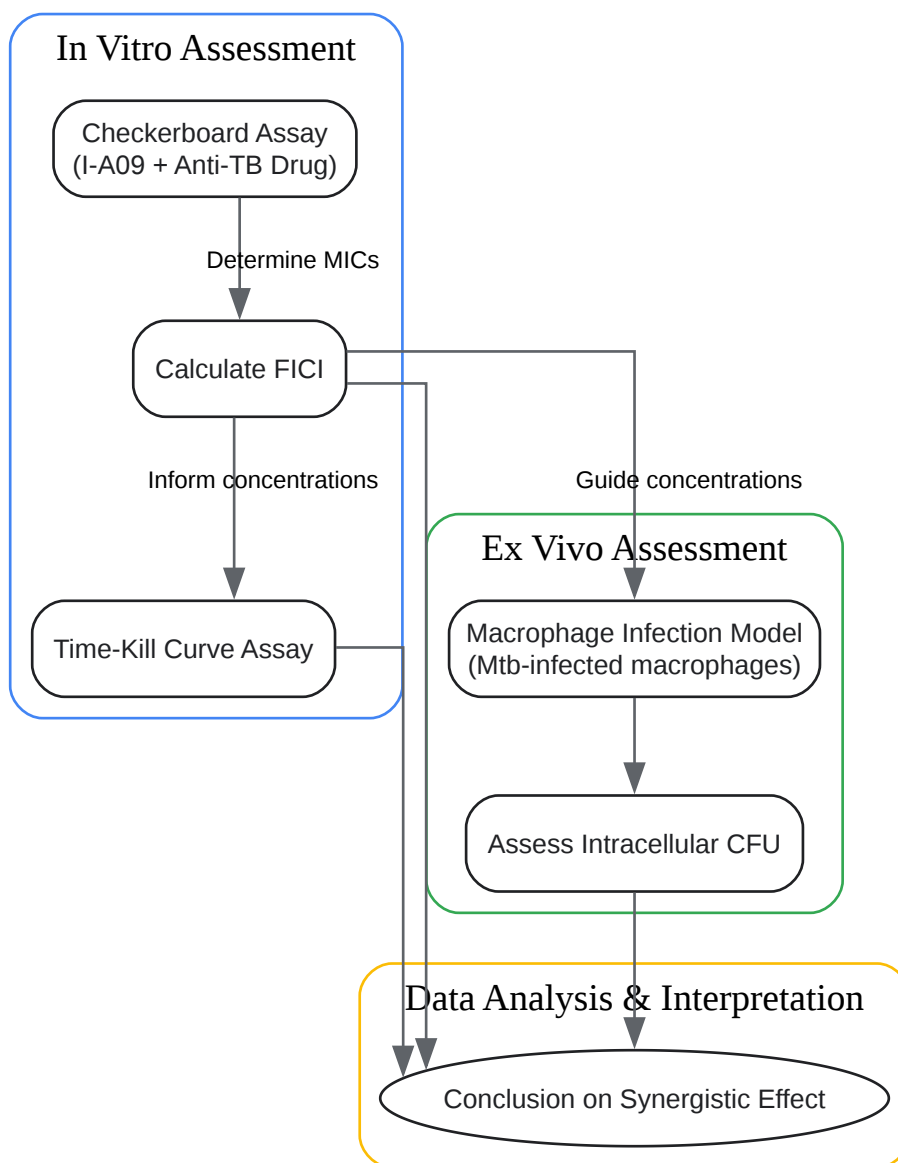 In Vitro Assessment
Checkerboard Assay
(I-A09 + Anti-TB Drug)
Determine MICs
Calculate FICI
Inform concentrations
Guide concentrations
Time-Kill Curve Assay
Ex Vivo Assessment
Macrophage Infection Model
(Mtb-infected macrophages)
Assess Intracellular CFU
Data Analysis & Interpretation
Conclusion on Synergistic Effect